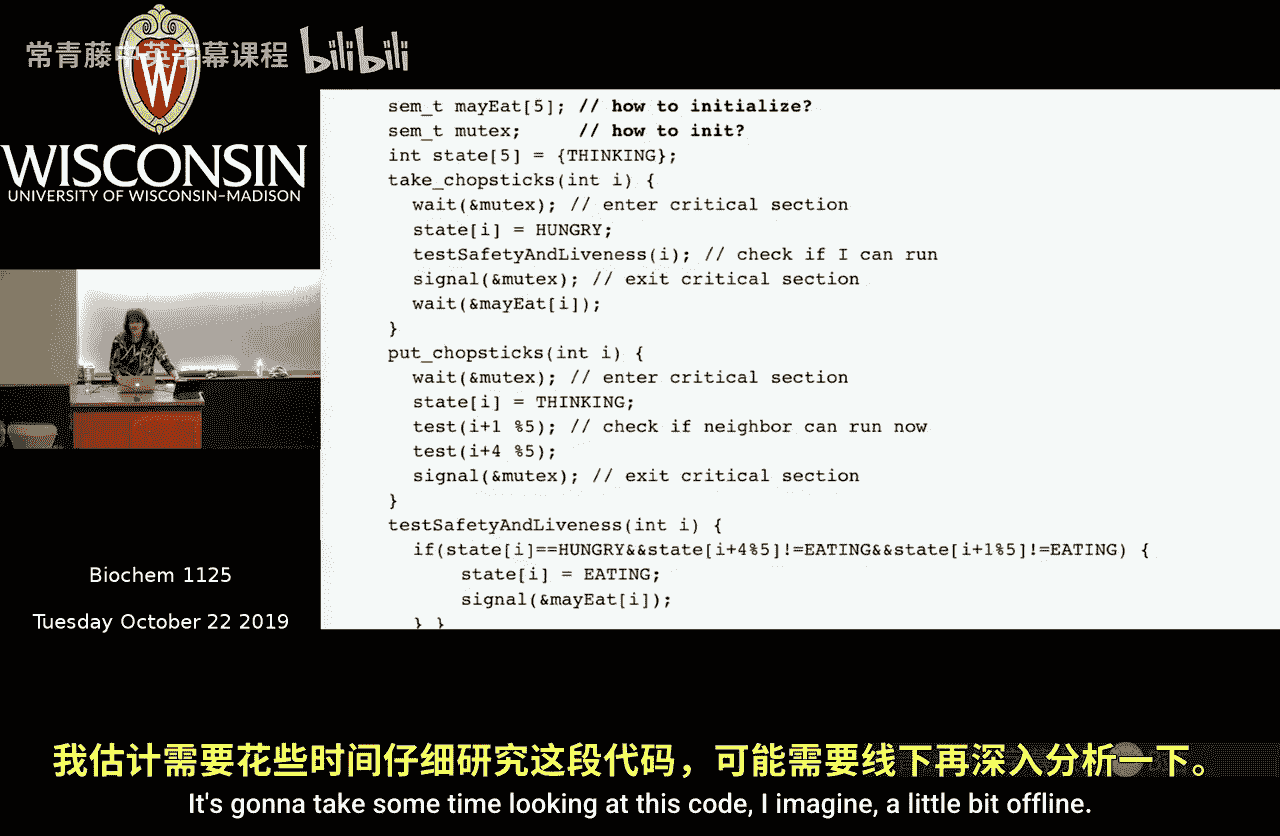 常青藤中英字幕课程 bilibili
W
WISCONSIN
UNIVERSITY OF WISCONSIN–MADISON
sem_t mayEat[5]; // how to initialize?
sem_t mutex; // how to init?
int state[5] = {THINKING};
take_chopsticks(int i) {
wait(&mutex); // enter critical section
state[i] = HUNGRY;
testSafetyAndLiveness(i); // check if I can run
signal(&mutex); // exit critical section
wait(&mayEat[i]);
}
put_chopsticks(int i) {
wait(&mutex); // enter critical section
state[i] = THINKING;
test(i+1 %5); // check if neighbor can run now
test(i+4 %5);
signal(&mutex); // exit critical section
}
testSafetyAndLiveness(int i) {
if(state[i]==HUNGRY&&state[i+4%5]!=EATING&&state[i+1%5]!=EATING) {
state[i] = EATING;
signal(&mayEat[i]);
} }
Biochem 1125
Tuesday October 22 2019
我估计需要花些时间仔细研究这段代码，可能需要线下再深入分析一下。
It's gonna take some time looking at this code, I imagine, a little bit offline.